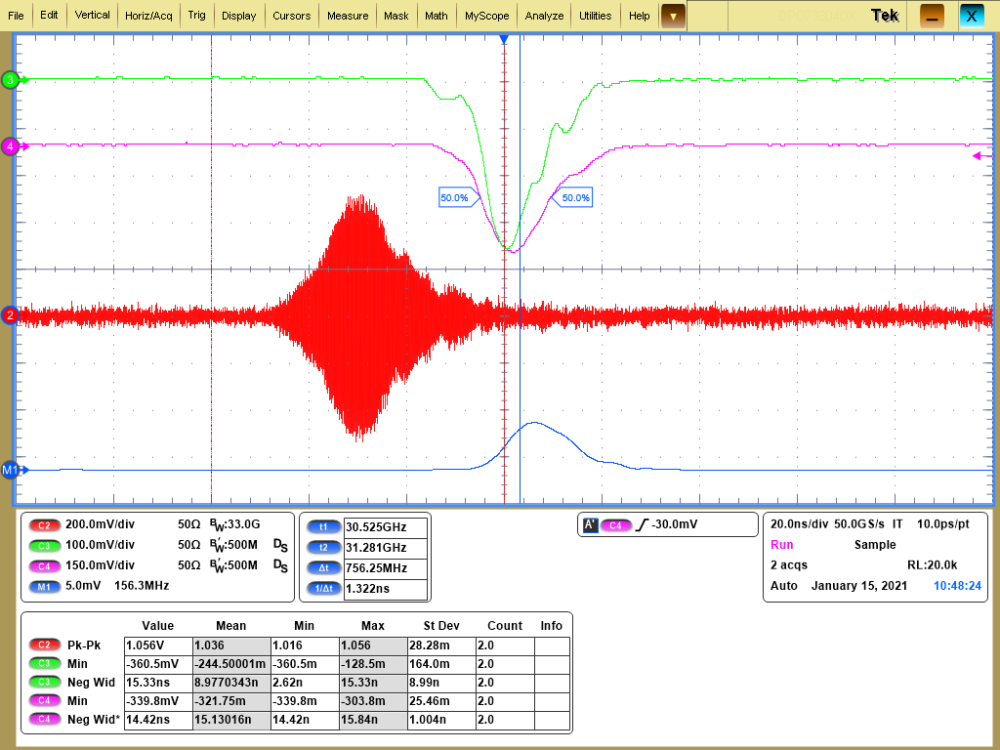 File Edit Vertical Horiz/Acq Trig Display Cursors Measure Mask Math MyScope Analyze Utilities Help Tek X
3
4
50.0% 50.0%
2
M1
C2 200.0mV/div 50Ω BW:33.0G
C3 100.0mV/div 50Ω BW:500M DS
C4 150.0mV/div 50Ω BW:500M DS
M1 5.0mV 156.3MHz
t1 30.525GHz
t2 31.281GHz
Δt 756.25MHz
1/Δt 1.322ns
A' C4 -30.0mV
20.0ns/div 50.0GS/s IT 10.0ps/pt
Run Sample
2 acqs RL:20.0k
Auto January 15, 2021 10:48:24
Value Mean Min Max St Dev Count Info
C2 Pk-Pk 1.056V 1.036 1.016 1.056 28.28m 2.0
C3 Min -360.5mV -244.50001m -360.5m -128.5m 164.0m 2.0
C3 Neg Wid 15.33ns 8.9770343n 2.62n 15.33n 8.99n 2.0
C4 Min -339.8mV -321.75m -339.8m -303.8m 25.46m 2.0
C4 Neg Wid* 14.42ns 15.13016n 14.42n 15.84n 1.004n 2.0